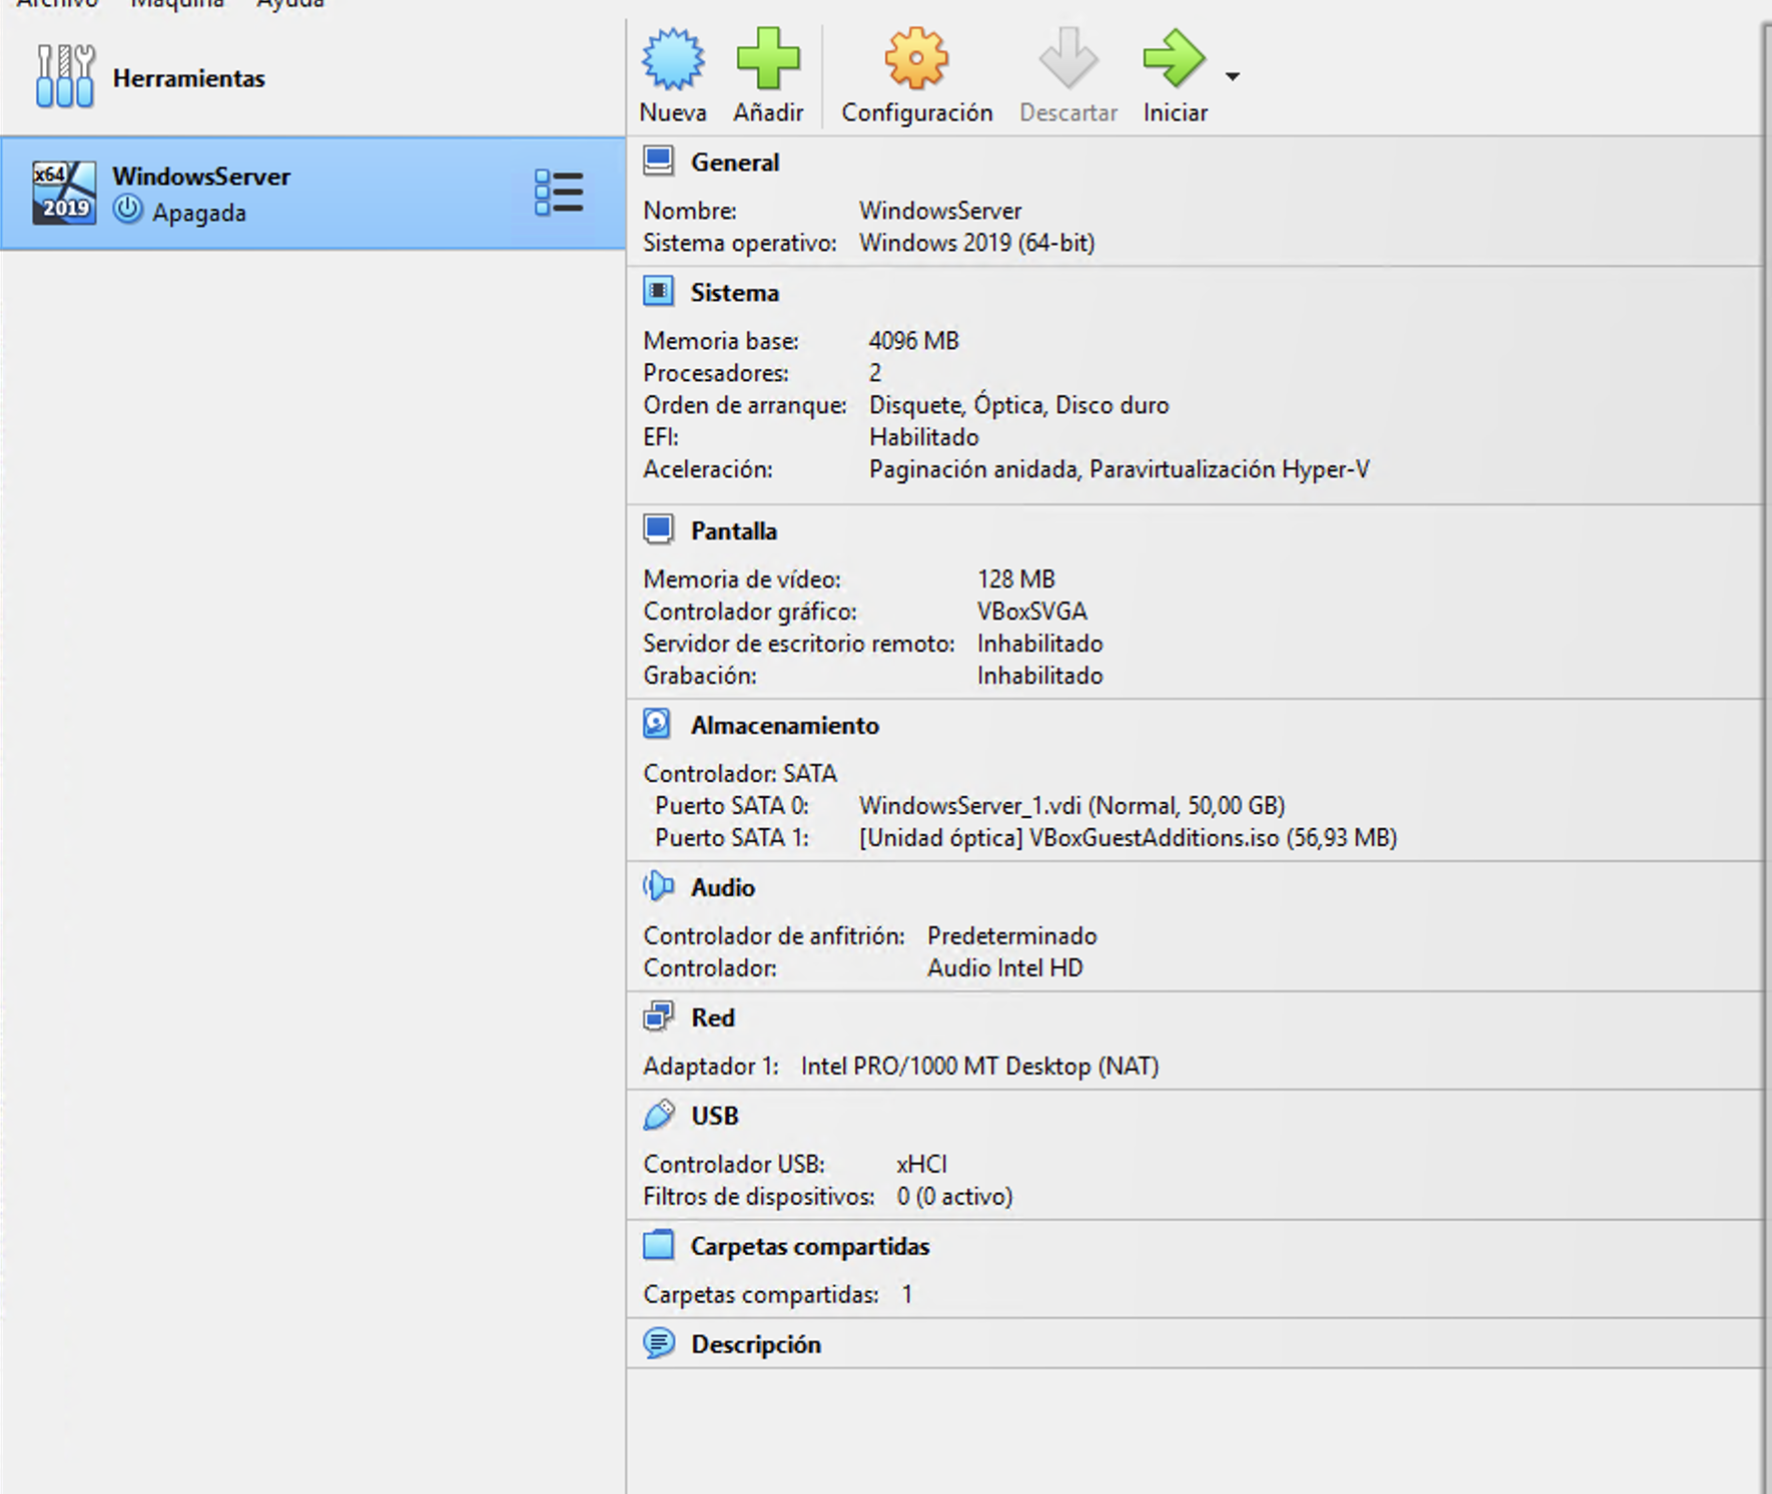 Archivo Máquina Ayuda
Herramientas
Nueva Añadir Configuración Descartar Iniciar
x64
2019
WindowsServer
Apagada
General
Nombre: WindowsServer
Sistema operativo: Windows 2019 (64-bit)
Sistema
Memoria base: 4096 MB
Procesadores: 2
Orden de arranque: Disquete, Óptica, Disco duro
EFI: Habilitado
Aceleración: Paginación anidada, Paravirtualización Hyper-V
Pantalla
Memoria de vídeo: 128 MB
Controlador gráfico: VBoxSVGA
Servidor de escritorio remoto: Inhabilitado
Grabación: Inhabilitado
Almacenamiento
Controlador: SATA
Puerto SATA 0: WindowsServer_1.vdi (Normal, 50,00 GB)
Puerto SATA 1: [Unidad óptica] VBoxGuestAdditions.iso (56,93 MB)
Audio
Controlador de anfitrión: Predeterminado
Controlador: Audio Intel HD
Red
Adaptador 1: Intel PRO/1000 MT Desktop (NAT)
USB
Controlador USB: xHCI
Filtros de dispositivos: 0 (0 activo)
Carpetas compartidas
Carpetas compartidas: 1
Descripción